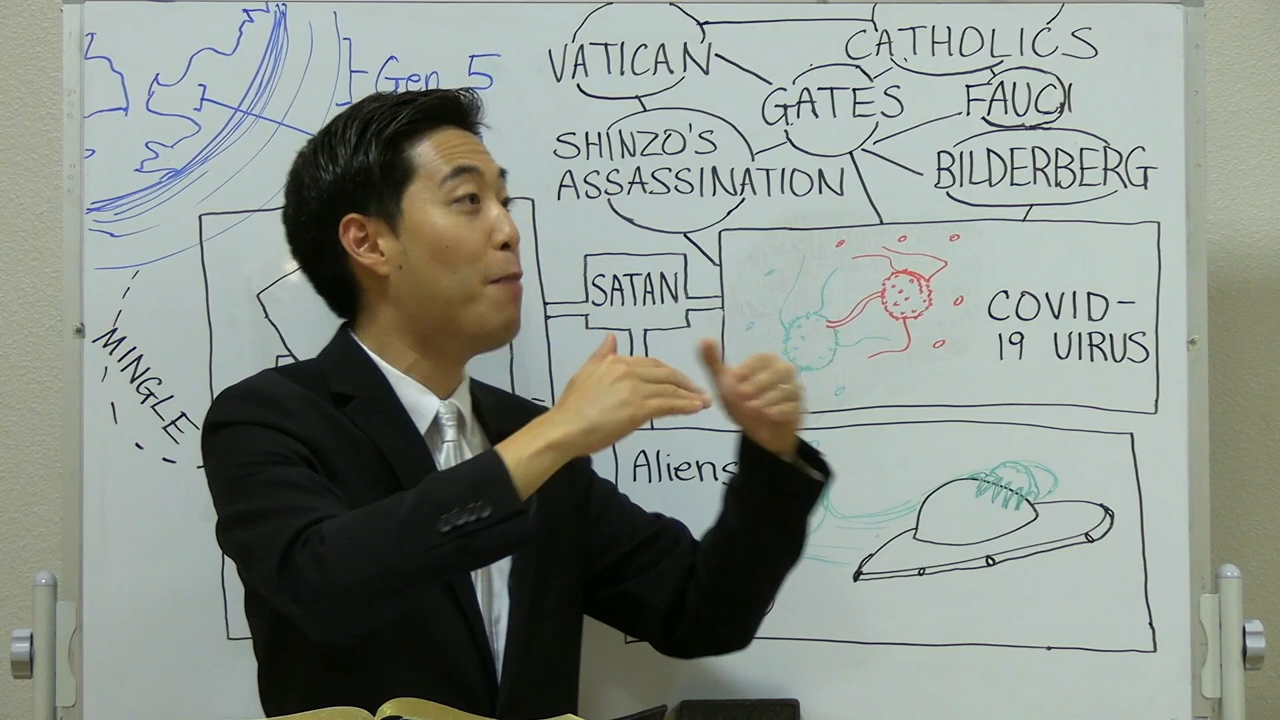 Gen 5
VATICAN
CATHOLICS
GATES
FAUCI
SHINZO'S
ASSASSINATION
BILDERBERG
SATAN
COVID-
19 VIRUS
MINGLE
Aliens